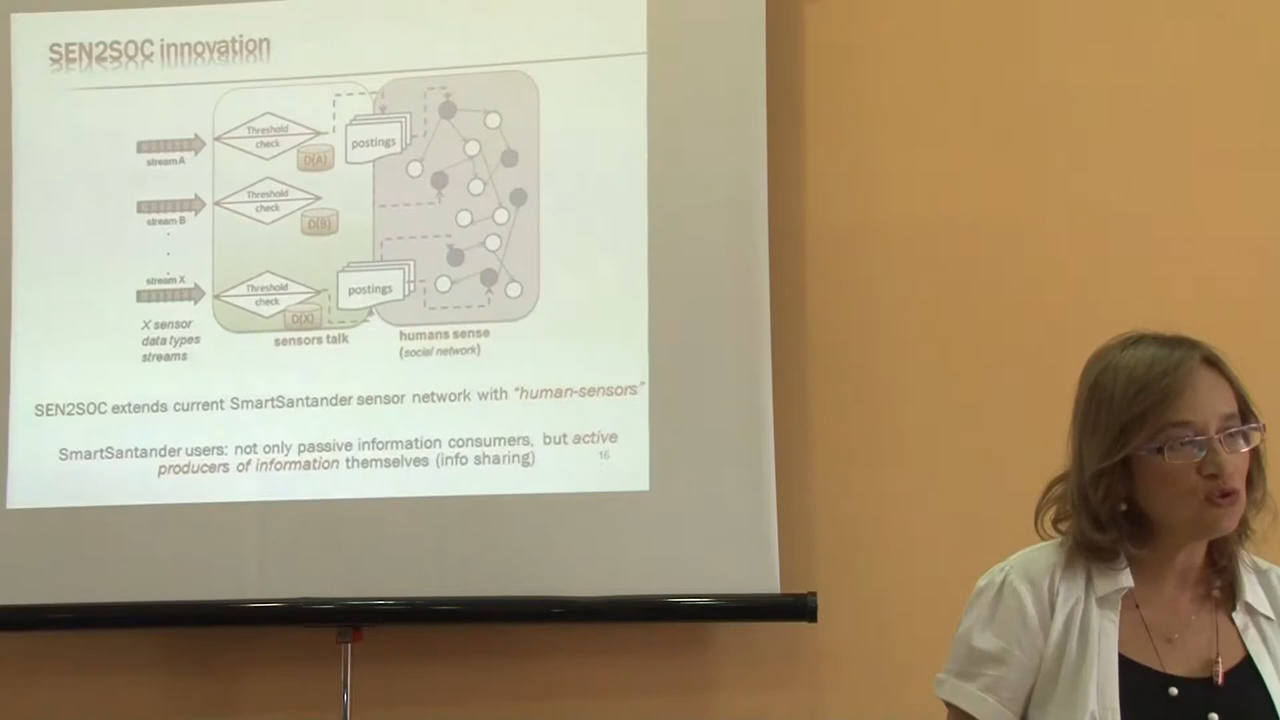 SEN2SOC innovation
Threshold
check
stream A
D(A)
postings
Threshold
check
stream B
D(B)
stream X
Threshold
check
D(X)
postings
X sensor
data types
streams
sensors talk
humans sense
(social network)
SEN2SOC extends current SmartSantander sensor network with "human-sensors"
SmartSantander users: not only passive information consumers, but active
producers of information themselves (info sharing)
16